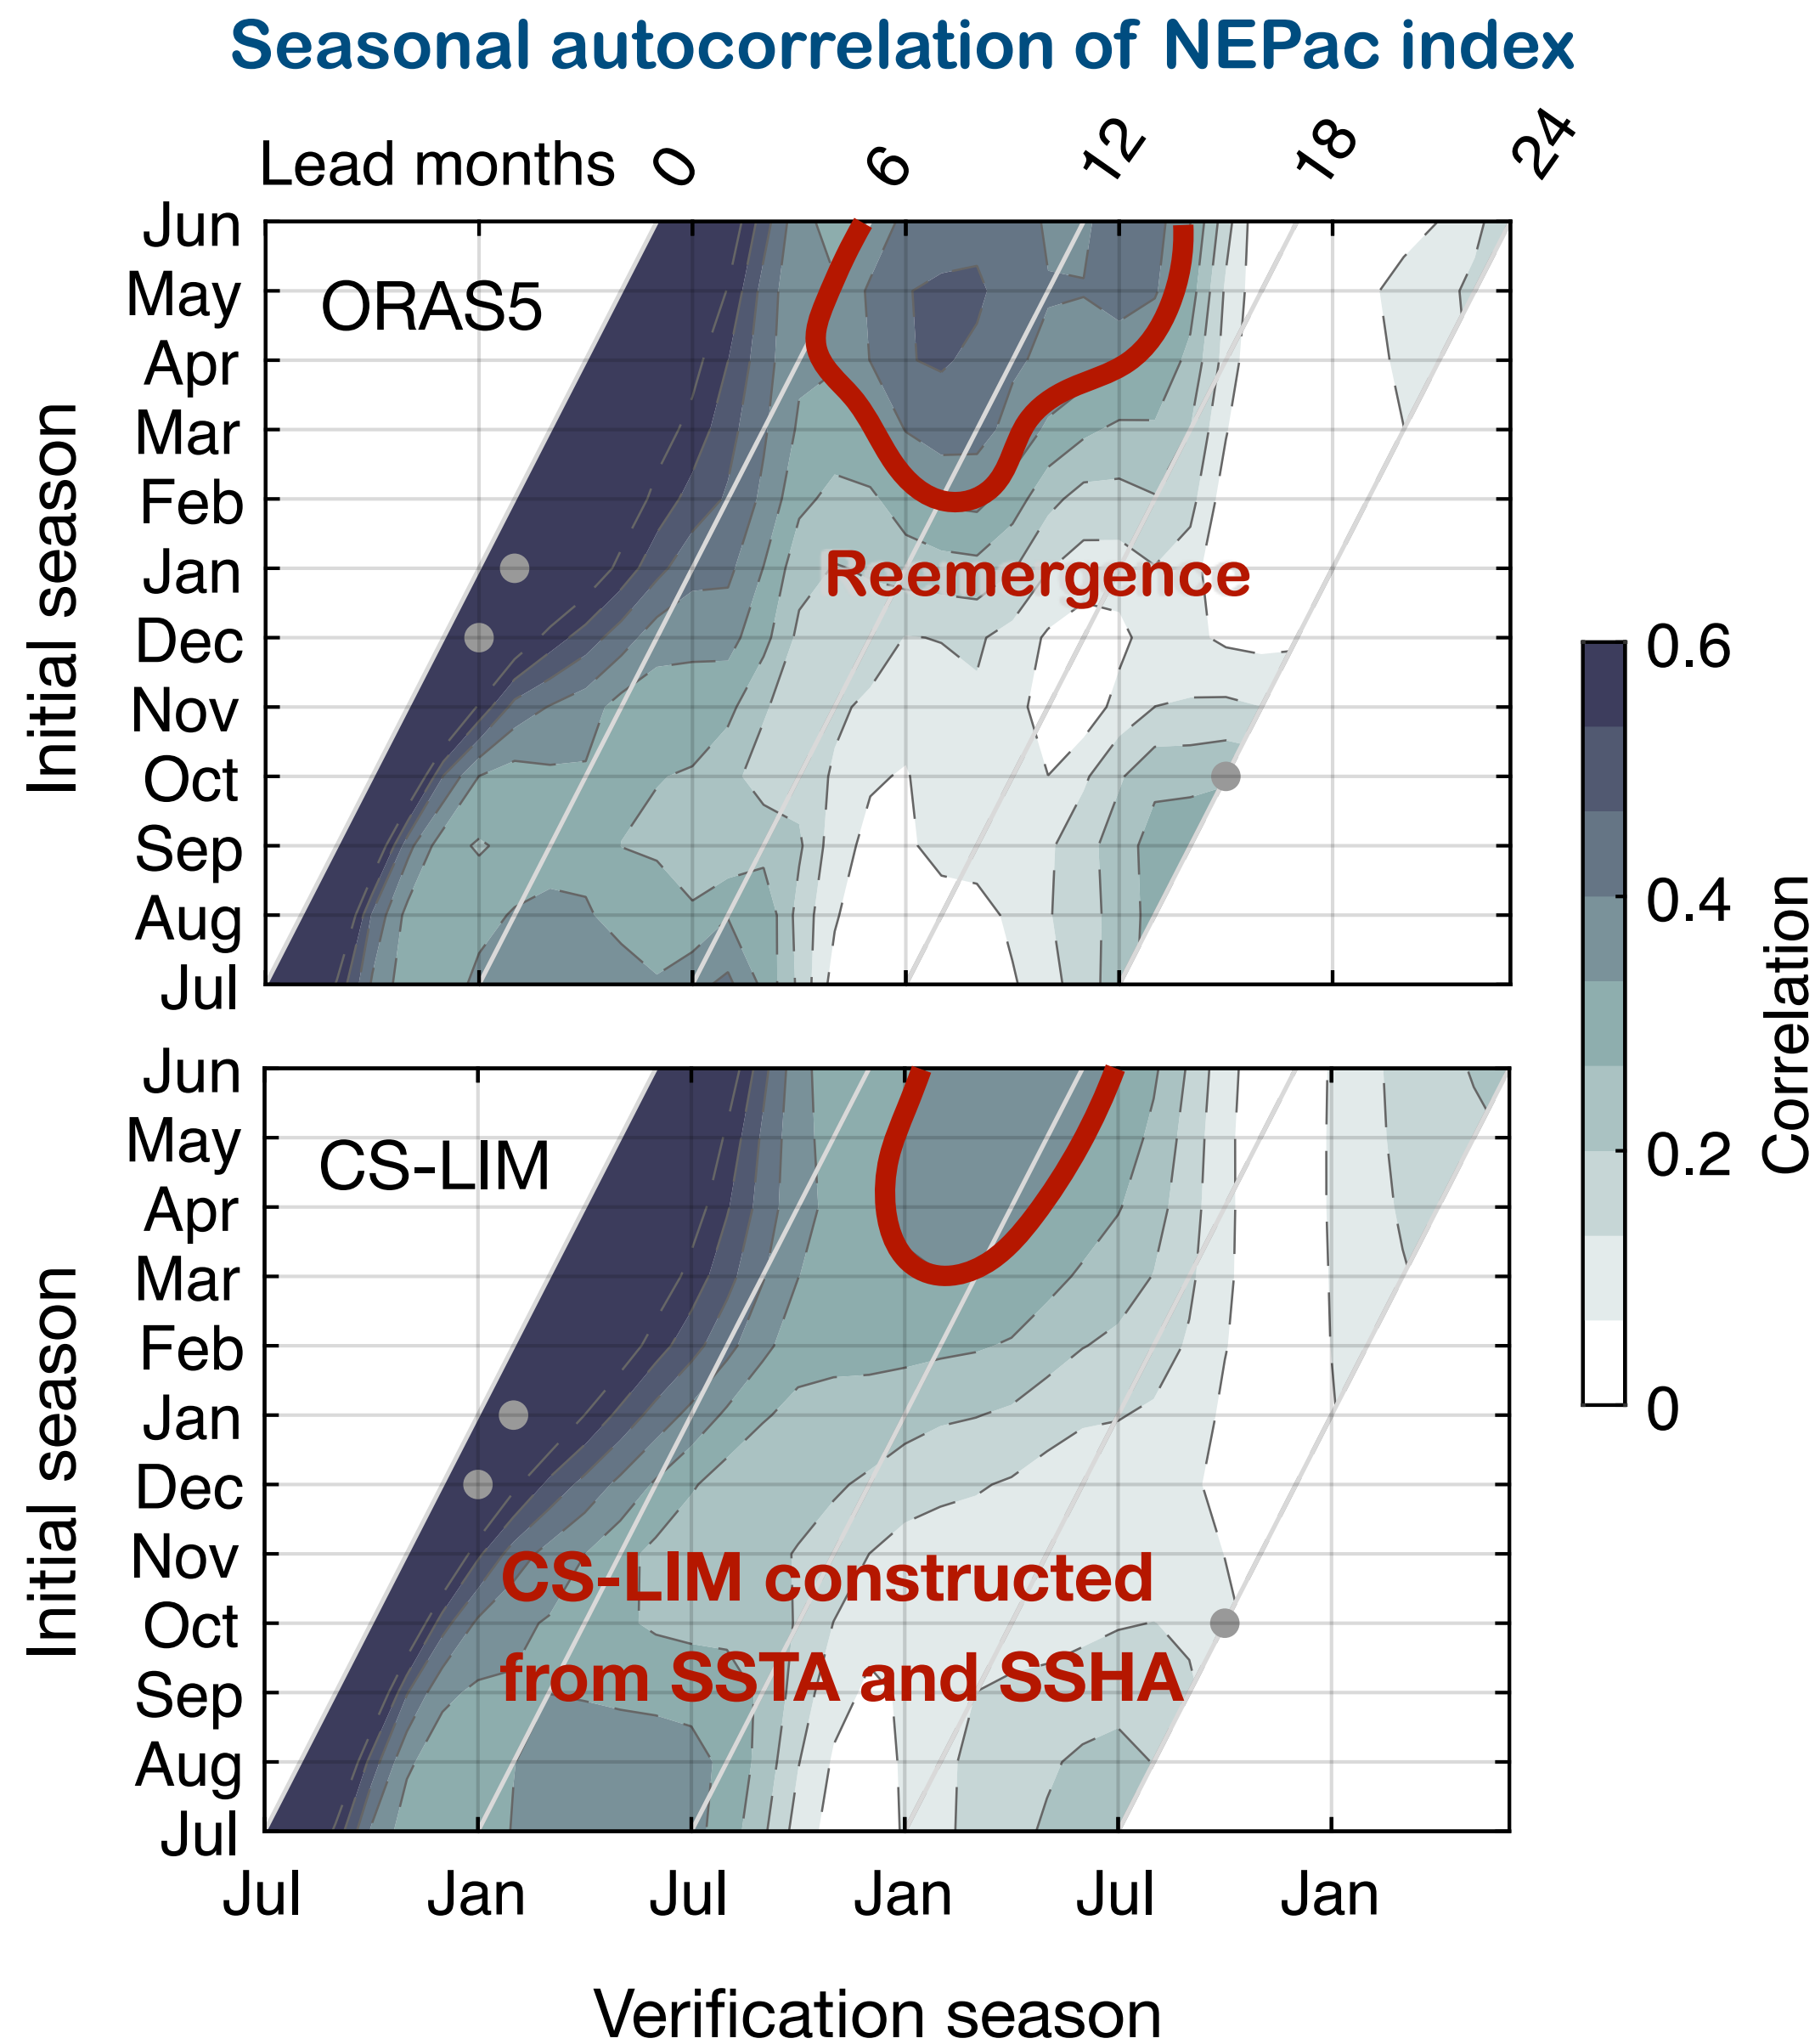 Seasonal autocorrelation of NEPac index
Lead months 0 6 12 18 24
Jun
May
Apr
Mar
Feb
Jan
Dec
Nov
Oct
Sep
Aug
Jul
Initial season
ORAS5
Reemergence
Jun
May
Apr
Mar
Feb
Jan
Dec
Nov
Oct
Sep
Aug
Jul
Initial season
CS-LIM
CS-LIM constructed
from SSTA and SSHA
Jul Jan Jul Jan Jul Jan
Verification season
0.6
0.4
0.2
0
Correlation